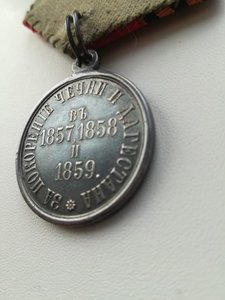 ЗА ПОКОРЕНІЕ ЧЕЧНИ И ДАГЕСТАНА
ВЪ
1857,1858
И
1859.